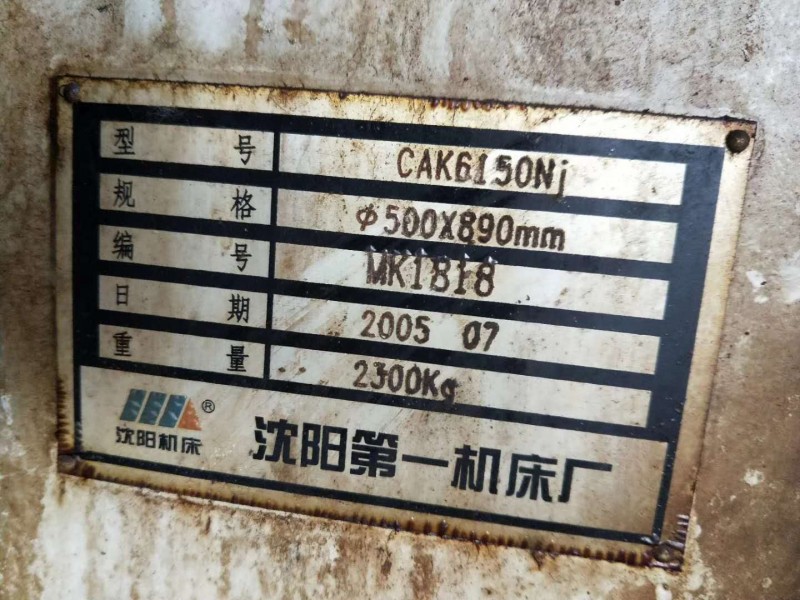 型 号 CAK6150Nj
规 格 Φ500X890mm
编 号 MK1818
日 期 2005 07
重 量 2300Kg
®
沈阳机床
沈阳第一机床厂